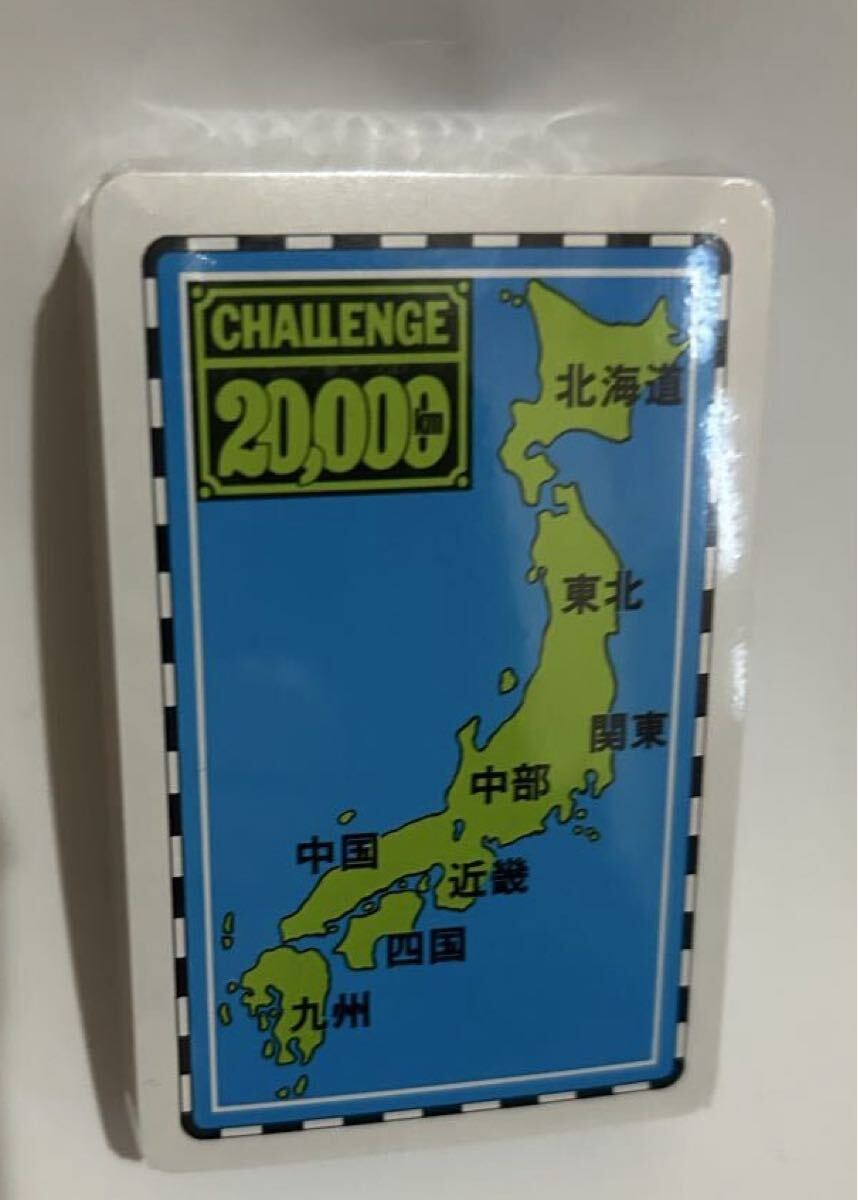 CHALLENGE
20,000km
北海道
東北
関東
中部
中国
近畿
四国
九州